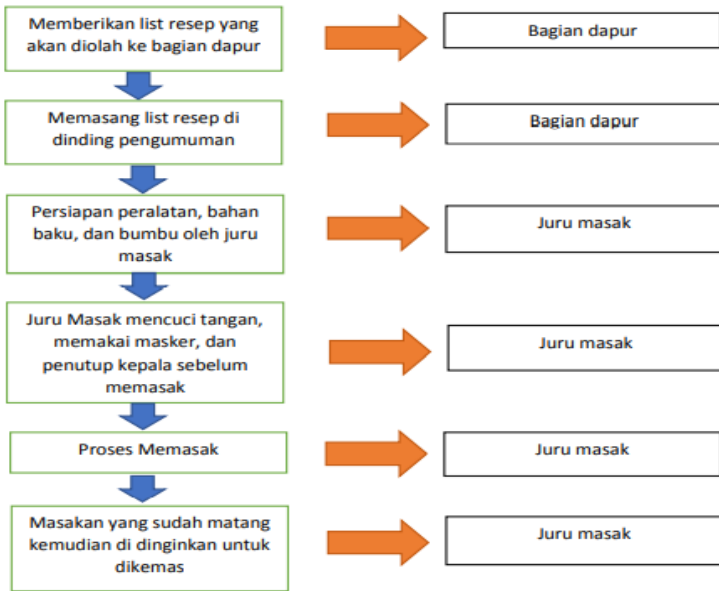 Memberikan list resep yang
akan diolah ke bagian dapur
Bagian dapur
Memasang list resep di
dinding pengumuman
Bagian dapur
Persiapan peralatan, bahan
baku, dan bumbu oleh juru
masak
Juru masak
Juru Masak mencuci tangan,
memakai masker, dan
penutup kepala sebelum
memasak
Juru masak
Proses Memasak
Juru masak
Masakan yang sudah matang
kemudian di dinginkan untuk
dikemas
Juru masak